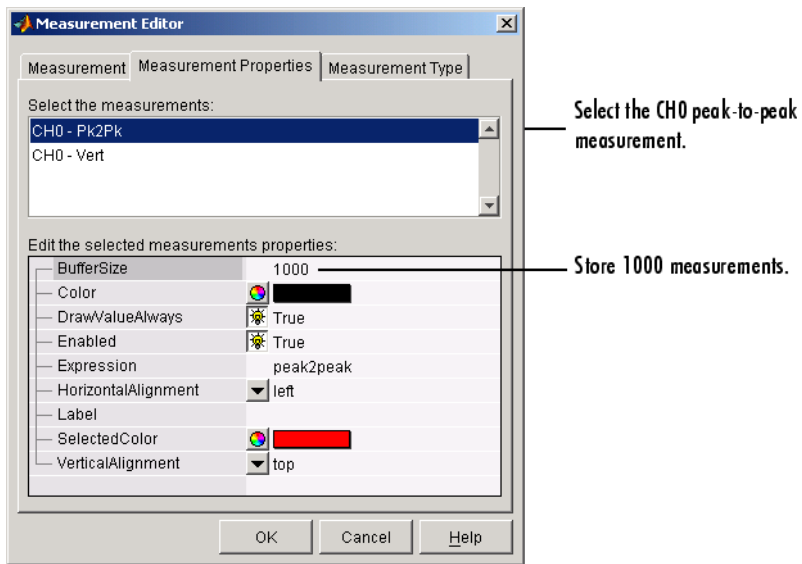 Measurement Editor
Measurement Measurement Properties Measurement Type
Select the measurements:
CH0 - Pk2Pk
CH0 - Vert
Select the CH0 peak-to-peak
measurement.
Edit the selected measurements properties:
BufferSize 1000
Store 1000 measurements.
Color
DrawValueAlways True
Enabled True
Expression peak2peak
HorizontalAlignment left
Label
SelectedColor
VerticalAlignment top
OK Cancel Help